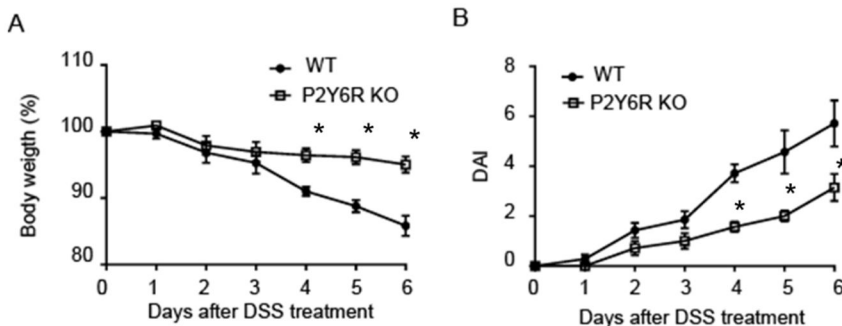 A
110
100
90
80
Body weigth (%)
WT
P2Y6R KO
* * *
0 1 2 3 4 5 6
Days after DSS treatment
B
8
6
4
2
0
DAI
WT
P2Y6R KO
* * *
0 1 2 3 4 5 6
Days after DSS treatment